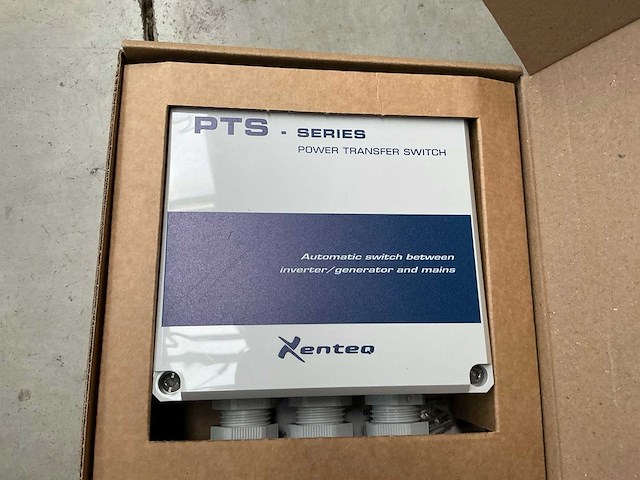 PTS - SERIES
POWER TRANSFER SWITCH
Automatic switch between
inverter/generator and mains
Xenteq